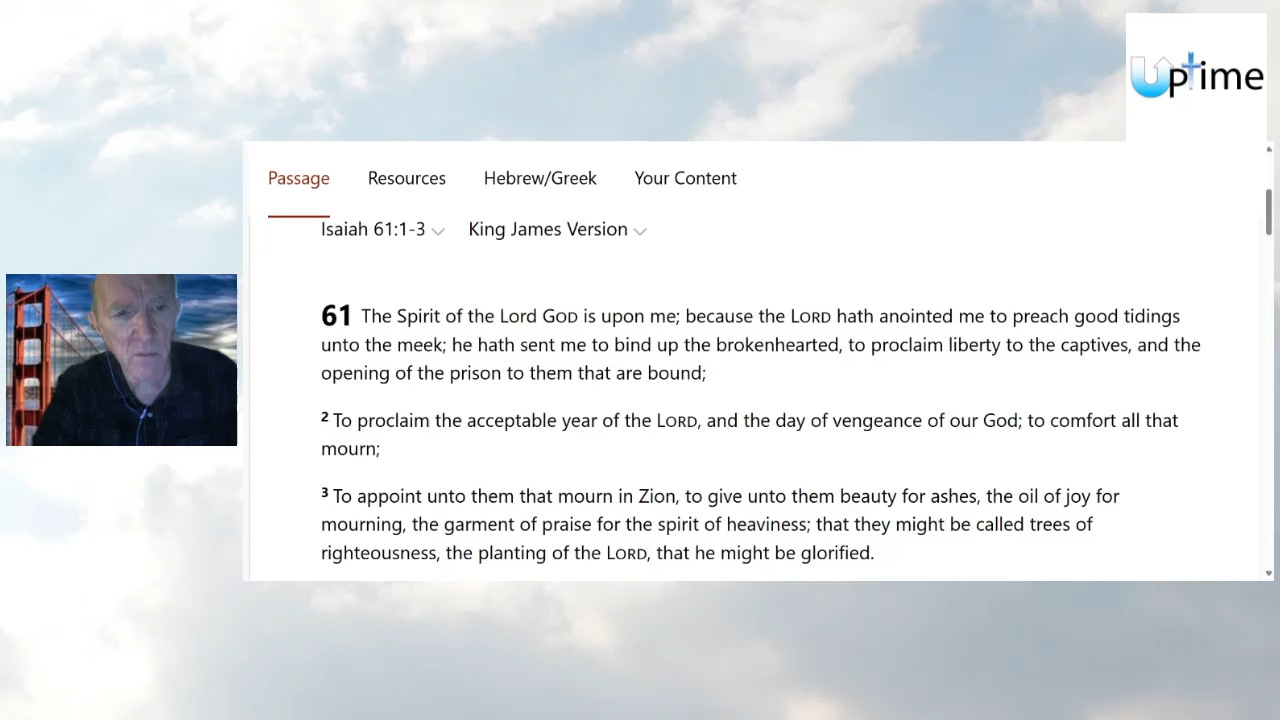 Uptime
Passage Resources Hebrew/Greek Your Content
Isaiah 61:1-3 King James Version
61 The Spirit of the Lord GOD is upon me; because the LORD hath anointed me to preach good tidings
unto the meek; he hath sent me to bind up the brokenhearted, to proclaim liberty to the captives, and the
opening of the prison to them that are bound;
2 To proclaim the acceptable year of the LORD, and the day of vengeance of our God; to comfort all that
mourn;
3 To appoint unto them that mourn in Zion, to give unto them beauty for ashes, the oil of joy for
mourning, the garment of praise for the spirit of heaviness; that they might be called trees of
righteousness, the planting of the LORD, that he might be glorified.